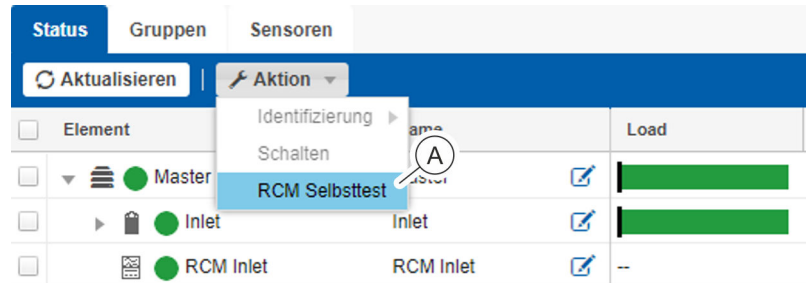 Status Gruppen Sensoren
Aktualisieren Aktion
Identifizierung
Element ame Load
Schalten
A
Master aster
RCM Selbsttest
Inlet Inlet
RCM Inlet RCM Inlet --